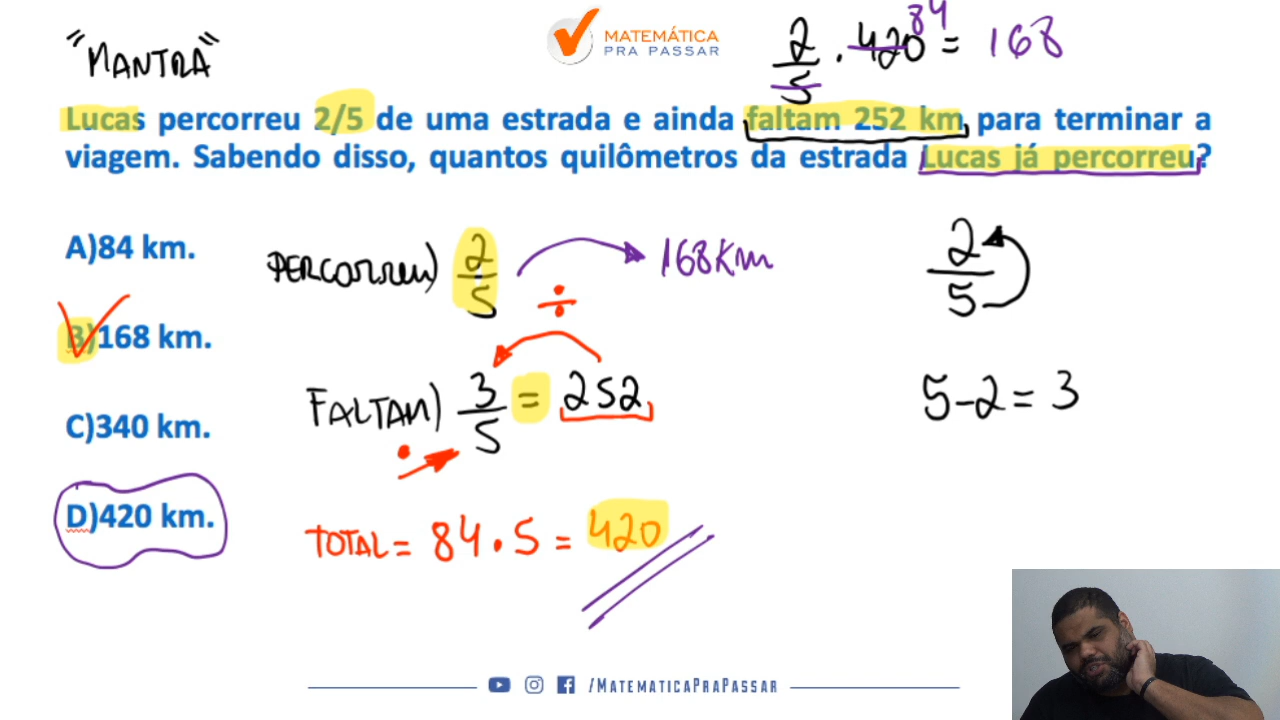 "MANTRA"
MATEMÁTICA
PRA PASSAR
2/5 . 420 84 = 168
Lucas percorreu 2/5 de uma estrada e ainda faltam 252 km para terminar a
viagem. Sabendo disso, quantos quilômetros da estrada Lucas já percorreu?
A)84 km.
B)168 km.
C)340 km.
D)420 km.
PERCORREU) 2/5 168Km
÷
FALTAM) 3/5 = 252
TOTAL = 84 . 5 = 420
2/5
5-2 = 3
/MATEMATICAPRAPASSAR